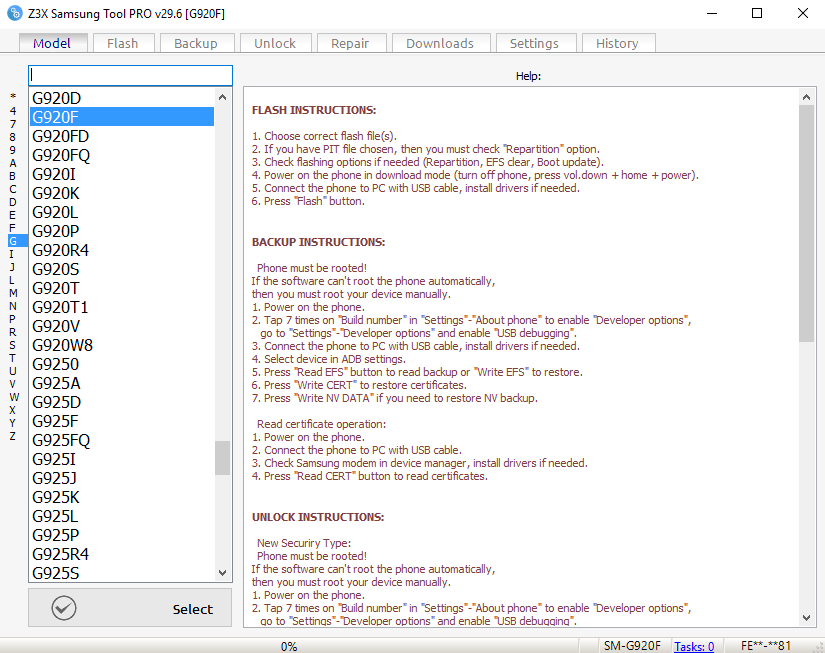 Z3X Samsung Tool PRO v29.6 [G920F]
Model Flash Backup Unlock Repair Downloads Settings History
Help:
*
4
7
8
9
A
B
C
D
E
F
G
I
J
L
M
N
P
R
S
T
U
V
W
X
Y
Z
G920D
G920F
G920FD
G920FQ
G920I
G920K
G920L
G920P
G920R4
G920S
G920T
G920T1
G920V
G920W8
G9250
G925A
G925D
G925F
G925FQ
G925I
G925J
G925K
G925L
G925P
G925R4
G925S
Select
FLASH INSTRUCTIONS:
1. Choose correct flash file(s).
2. If you have PIT file chosen, then you must check "Repartition" option.
3. Check flashing options if needed (Repartition, EFS clear, Boot update).
4. Power on the phone in download mode (turn off phone, press vol.down + home + power).
5. Connect the phone to PC with USB cable, install drivers if needed.
6. Press "Flash" button.
BACKUP INSTRUCTIONS:
Phone must be rooted!
If the software can't root the phone automatically,
then you must root your device manually.
1. Power on the phone.
2. Tap 7 times on "Build number" in "Settings"-"About phone" to enable "Developer options",
go to "Settings"-"Developer options" and enable "USB debugging".
3. Connect the phone to PC with USB cable, install drivers if needed.
4. Select device in ADB settings.
5. Press "Read EFS" button to read backup or "Write EFS" to restore.
6. Press "Write CERT" to restore certificates.
7. Press "Write NV DATA" if you need to restore NV backup.
Read certificate operation:
1. Power on the phone.
2. Connect the phone to PC with USB cable.
3. Check Samsung modem in device manager, install drivers if needed.
4. Press "Read CERT" button to read certificates.
UNLOCK INSTRUCTIONS:
New Securiry Type:
Phone must be rooted!
If the software can't root the phone automatically,
then you must root your device manually.
1. Power on the phone.
2. Tap 7 times on "Build number" in "Settings"-"About phone" to enable "Developer options",
go to "Settings"-"Developer options" and enable "USB debugging".
0% SM-G920F Tasks: 0 FE**-**81